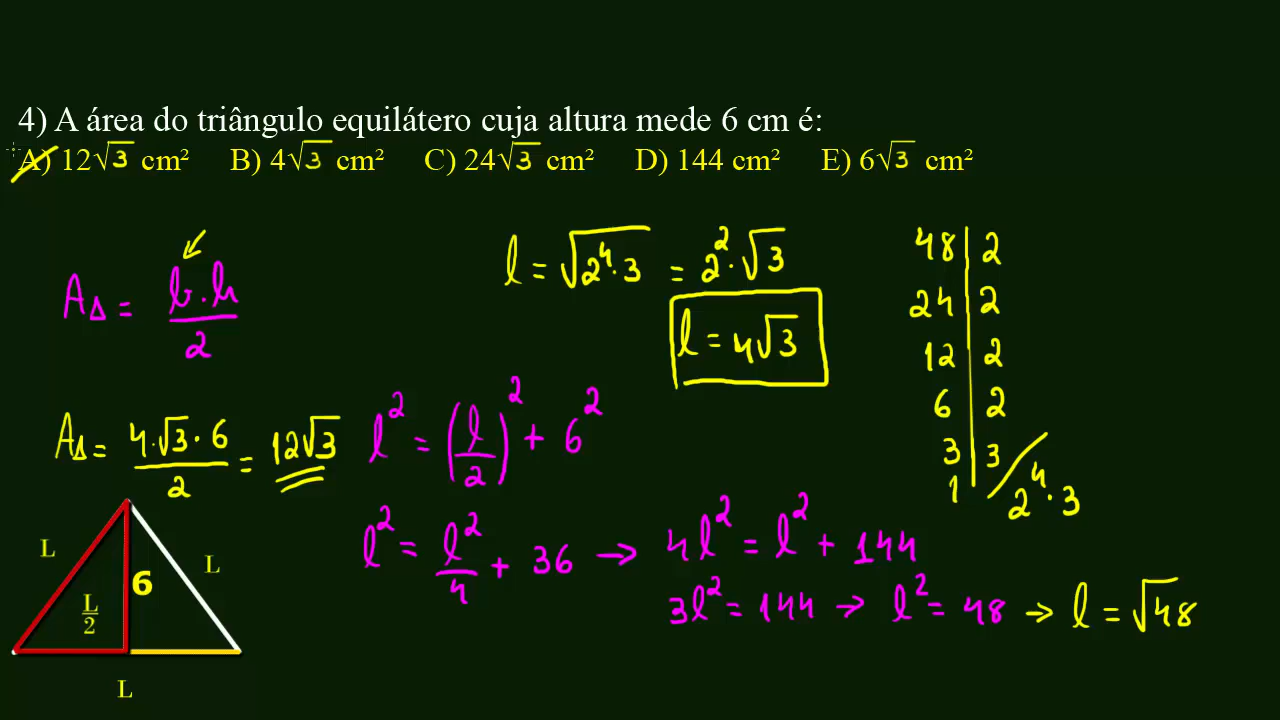 4) A área do triângulo equilátero cuja altura mede 6 cm é:
A) 12√3 cm² B) 4√3 cm² C) 24√3 cm² D) 144 cm² E) 6√3 cm²
A∆ = b.h/2
l = √2⁴·3 = 2²·√3
l = 4√3
48 | 2
24 | 2
12 | 2
6 | 2
3 | 3
1 | 2⁴·3
A∆ = 4·√3·6/2 = 12√3
l² = (l/2)² + 6²
l² = l²/4 + 36 → 4l² = l² + 144
3l² = 144 → l² = 48 → l = √48
L
6
L
L/2
L